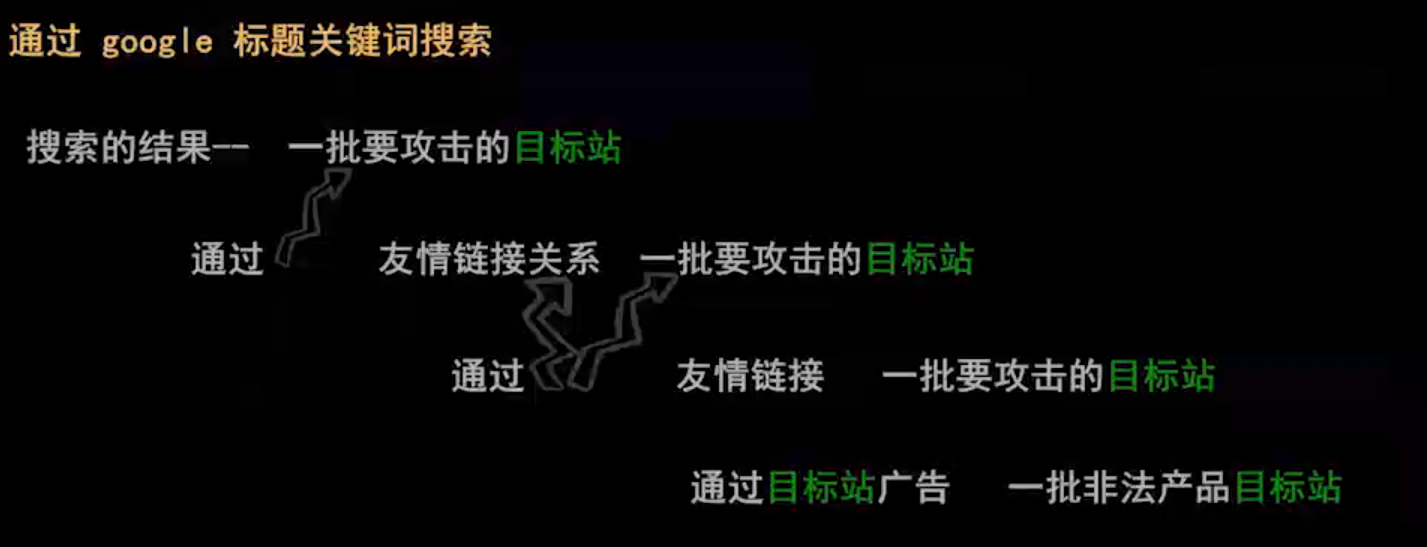 通过 google 标题关键词搜索
搜索的结果-- 一批要攻击的目标站
通过 友情链接关系 一批要攻击的目标站
通过 友情链接 一批要攻击的目标站
通过目标站广告 一批非法产品目标站